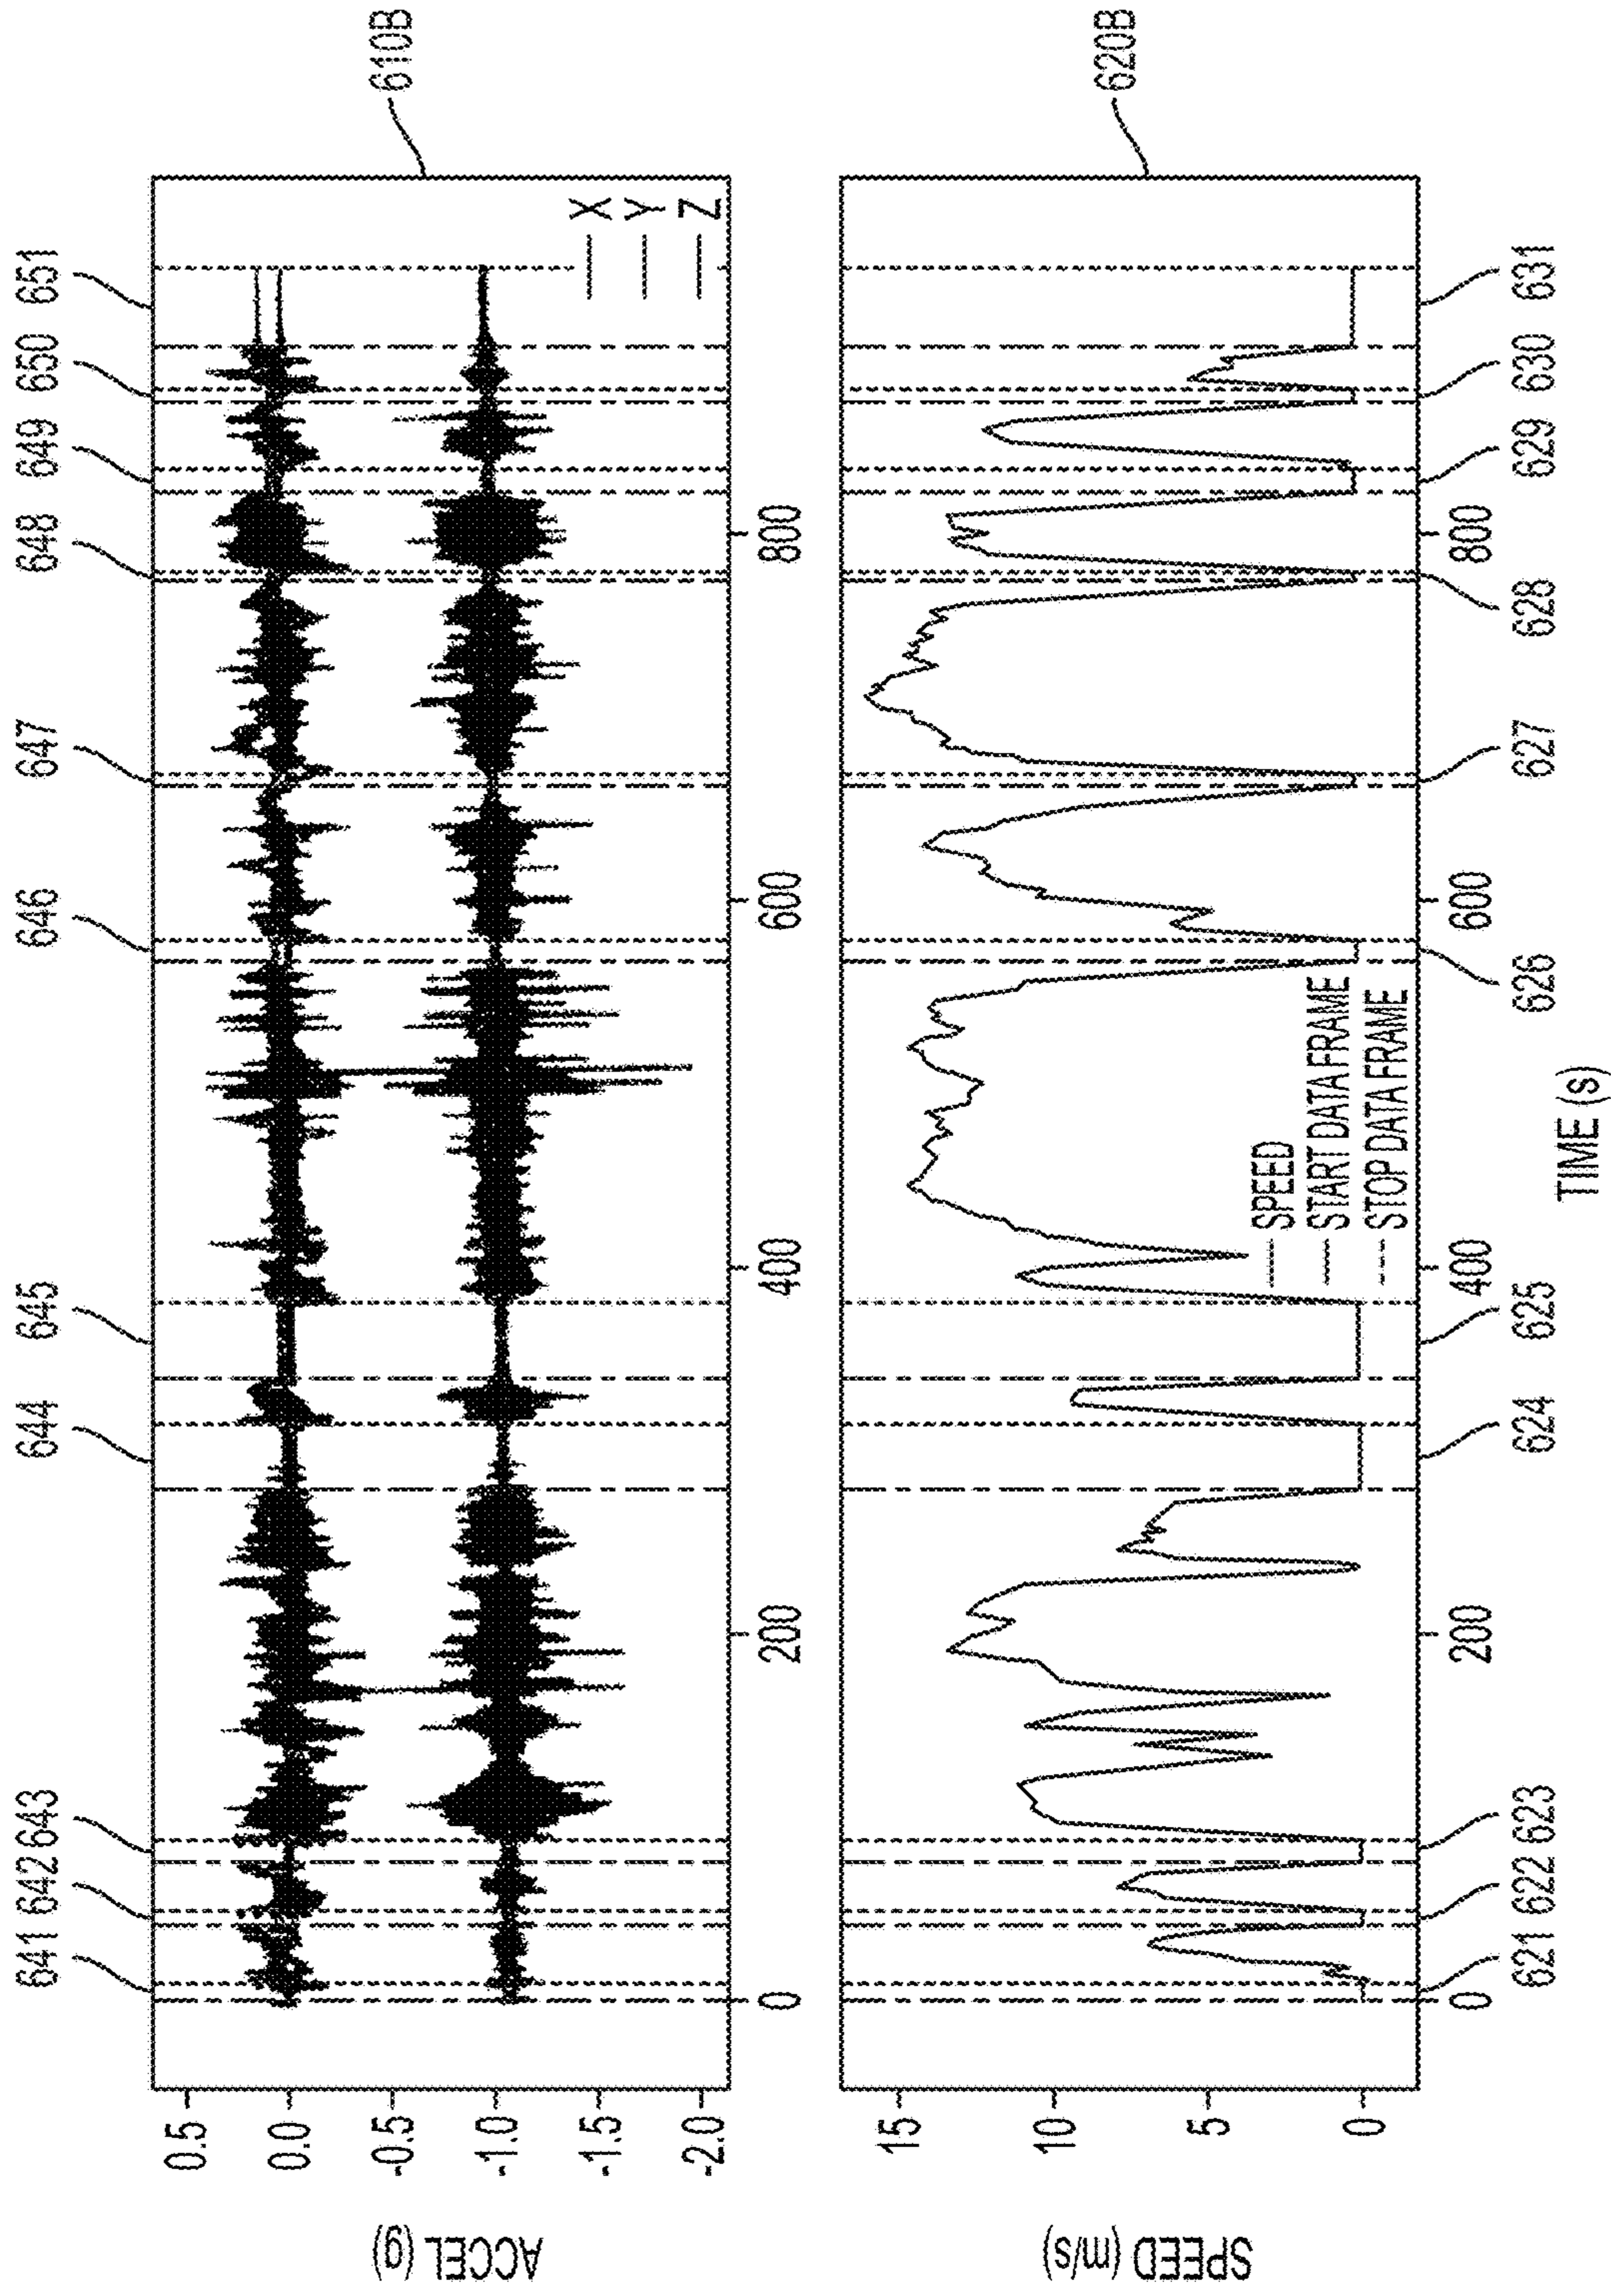 641 642 643 644 645 646 647 648 649 650 651
610B
ACCEL (g)
0.5
0.0
-0.5
-1.0
-1.5
-2.0
X
Y
Z
0 200 400 600 800
620B
SPEED (m/s)
15
10
5
0
SPEED
START DATA FRAME
STOP DATA FRAME
0 200 400 600 800
621 622 623 624 625 626 627 628 629 630 631
TIME (s)